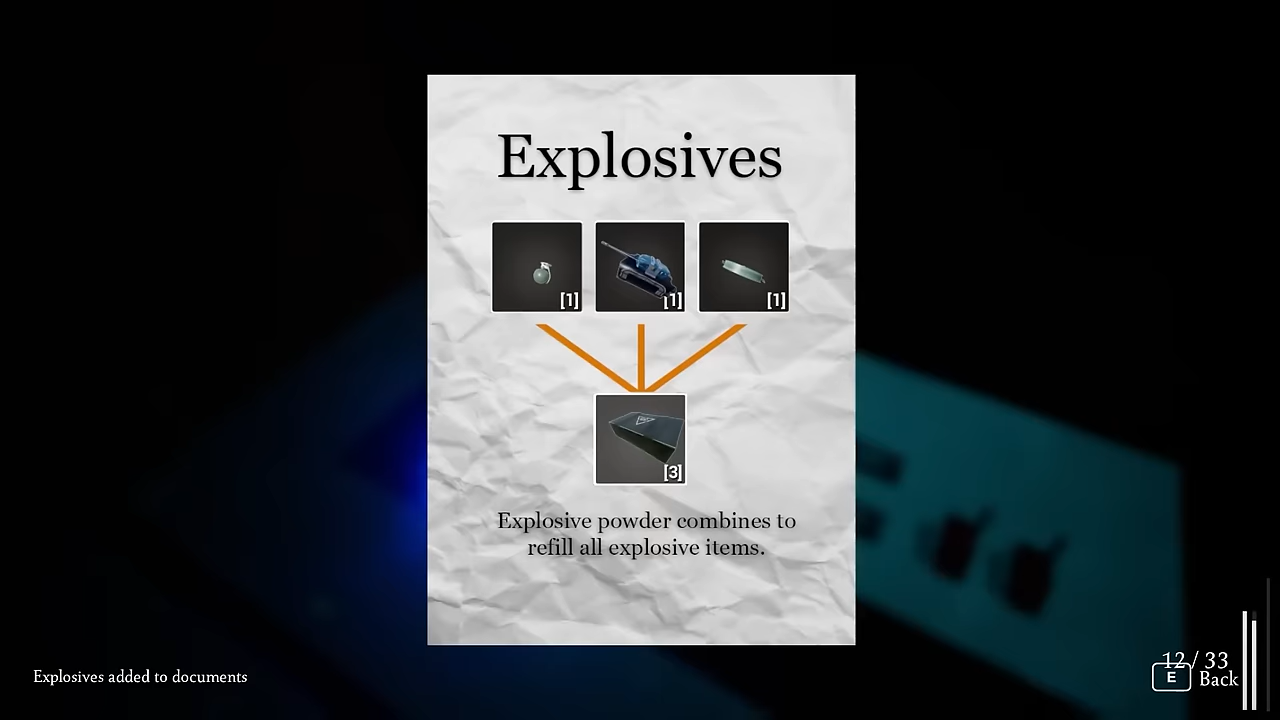 Explosives
[1]
[1]
[1]
[3]
Explosive powder combines to
refill all explosive items.
12 / 33
Explosives added to documents
E
Back